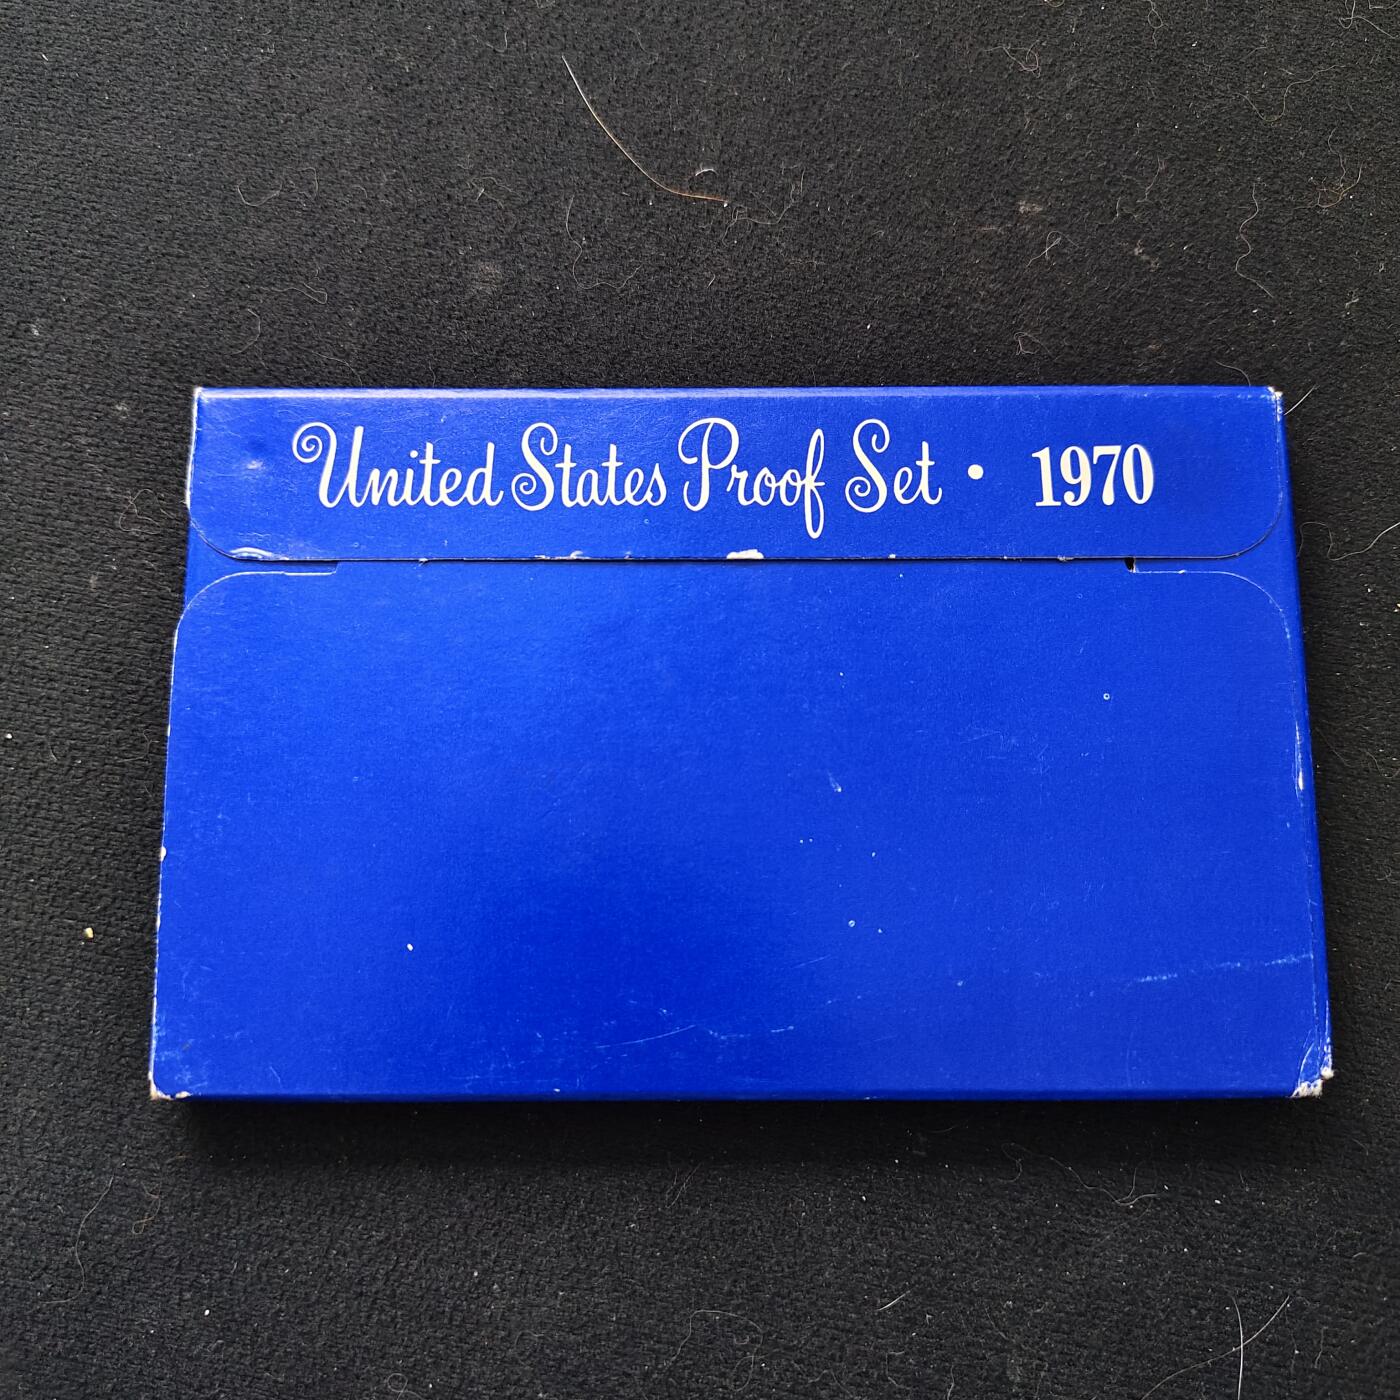 United States Proof Set • 1970